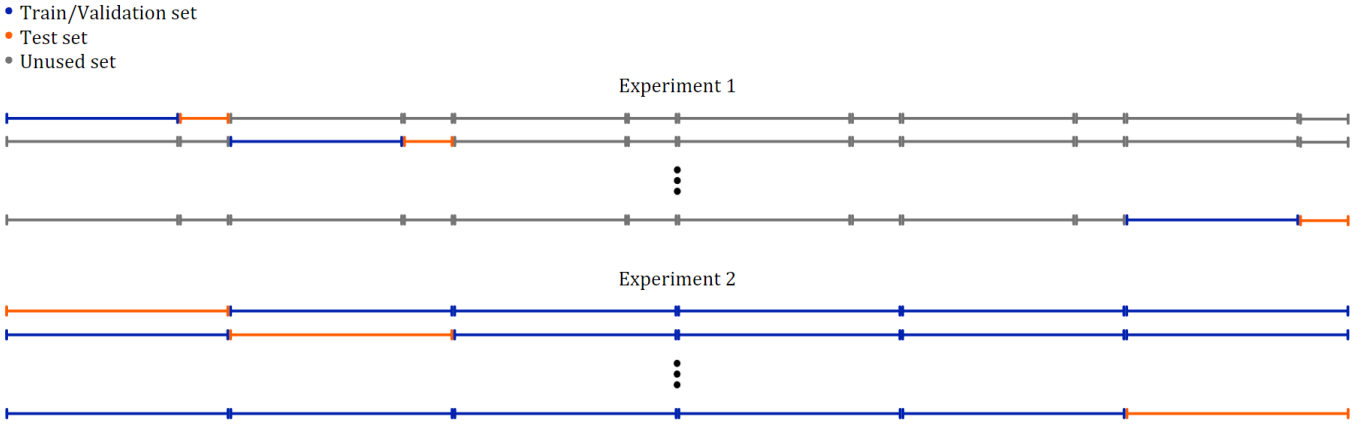 Train/Validation set
Test set
Unused set
Experiment 1
Experiment 2